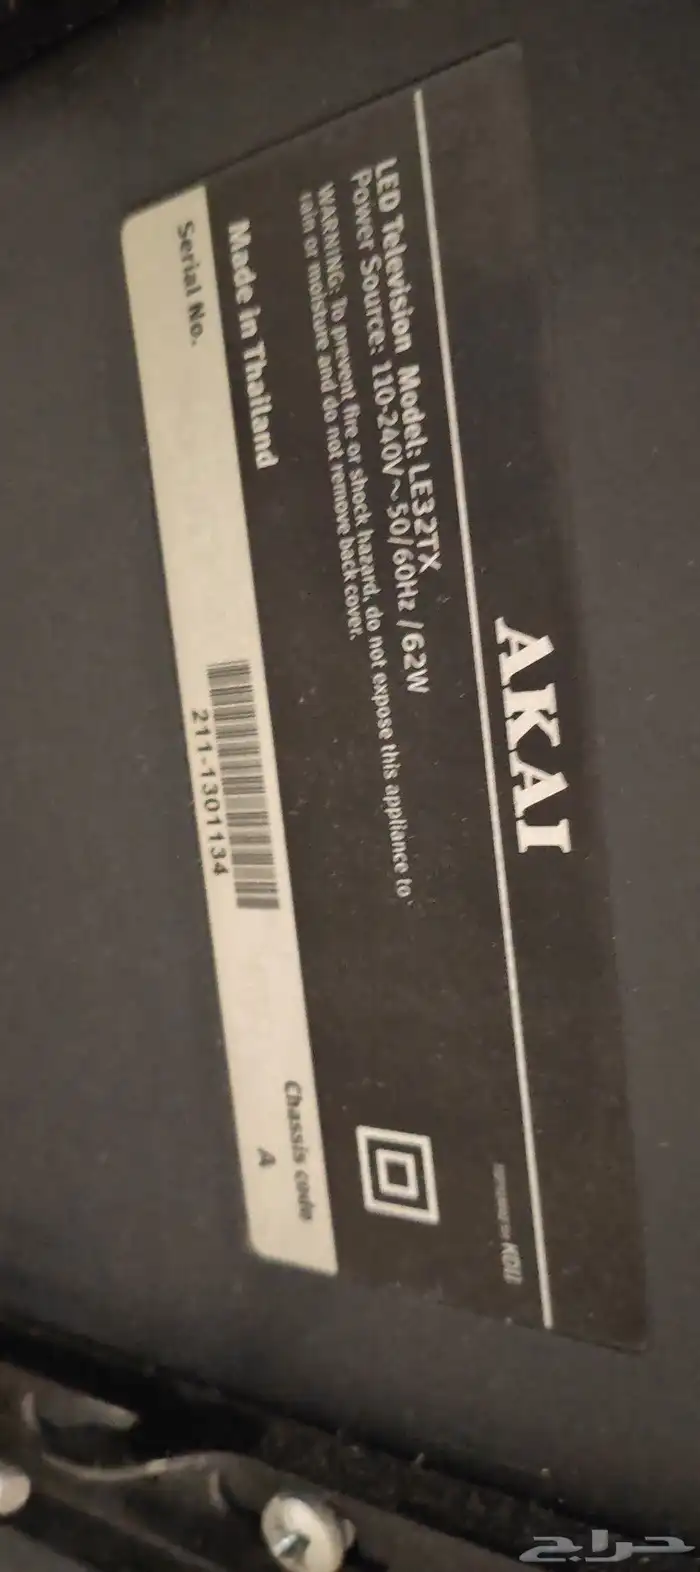 AKAI
LED Television Model: LE32TX
Power Source: 110-240V~50/60Hz /62W
WARNING: To prevent fire or shock hazard, do not expose this appliance to
rain or moisture and do not remove back cover.
Made in Thailand
Serial No.
211-1301134
Chassis code
A
حراج